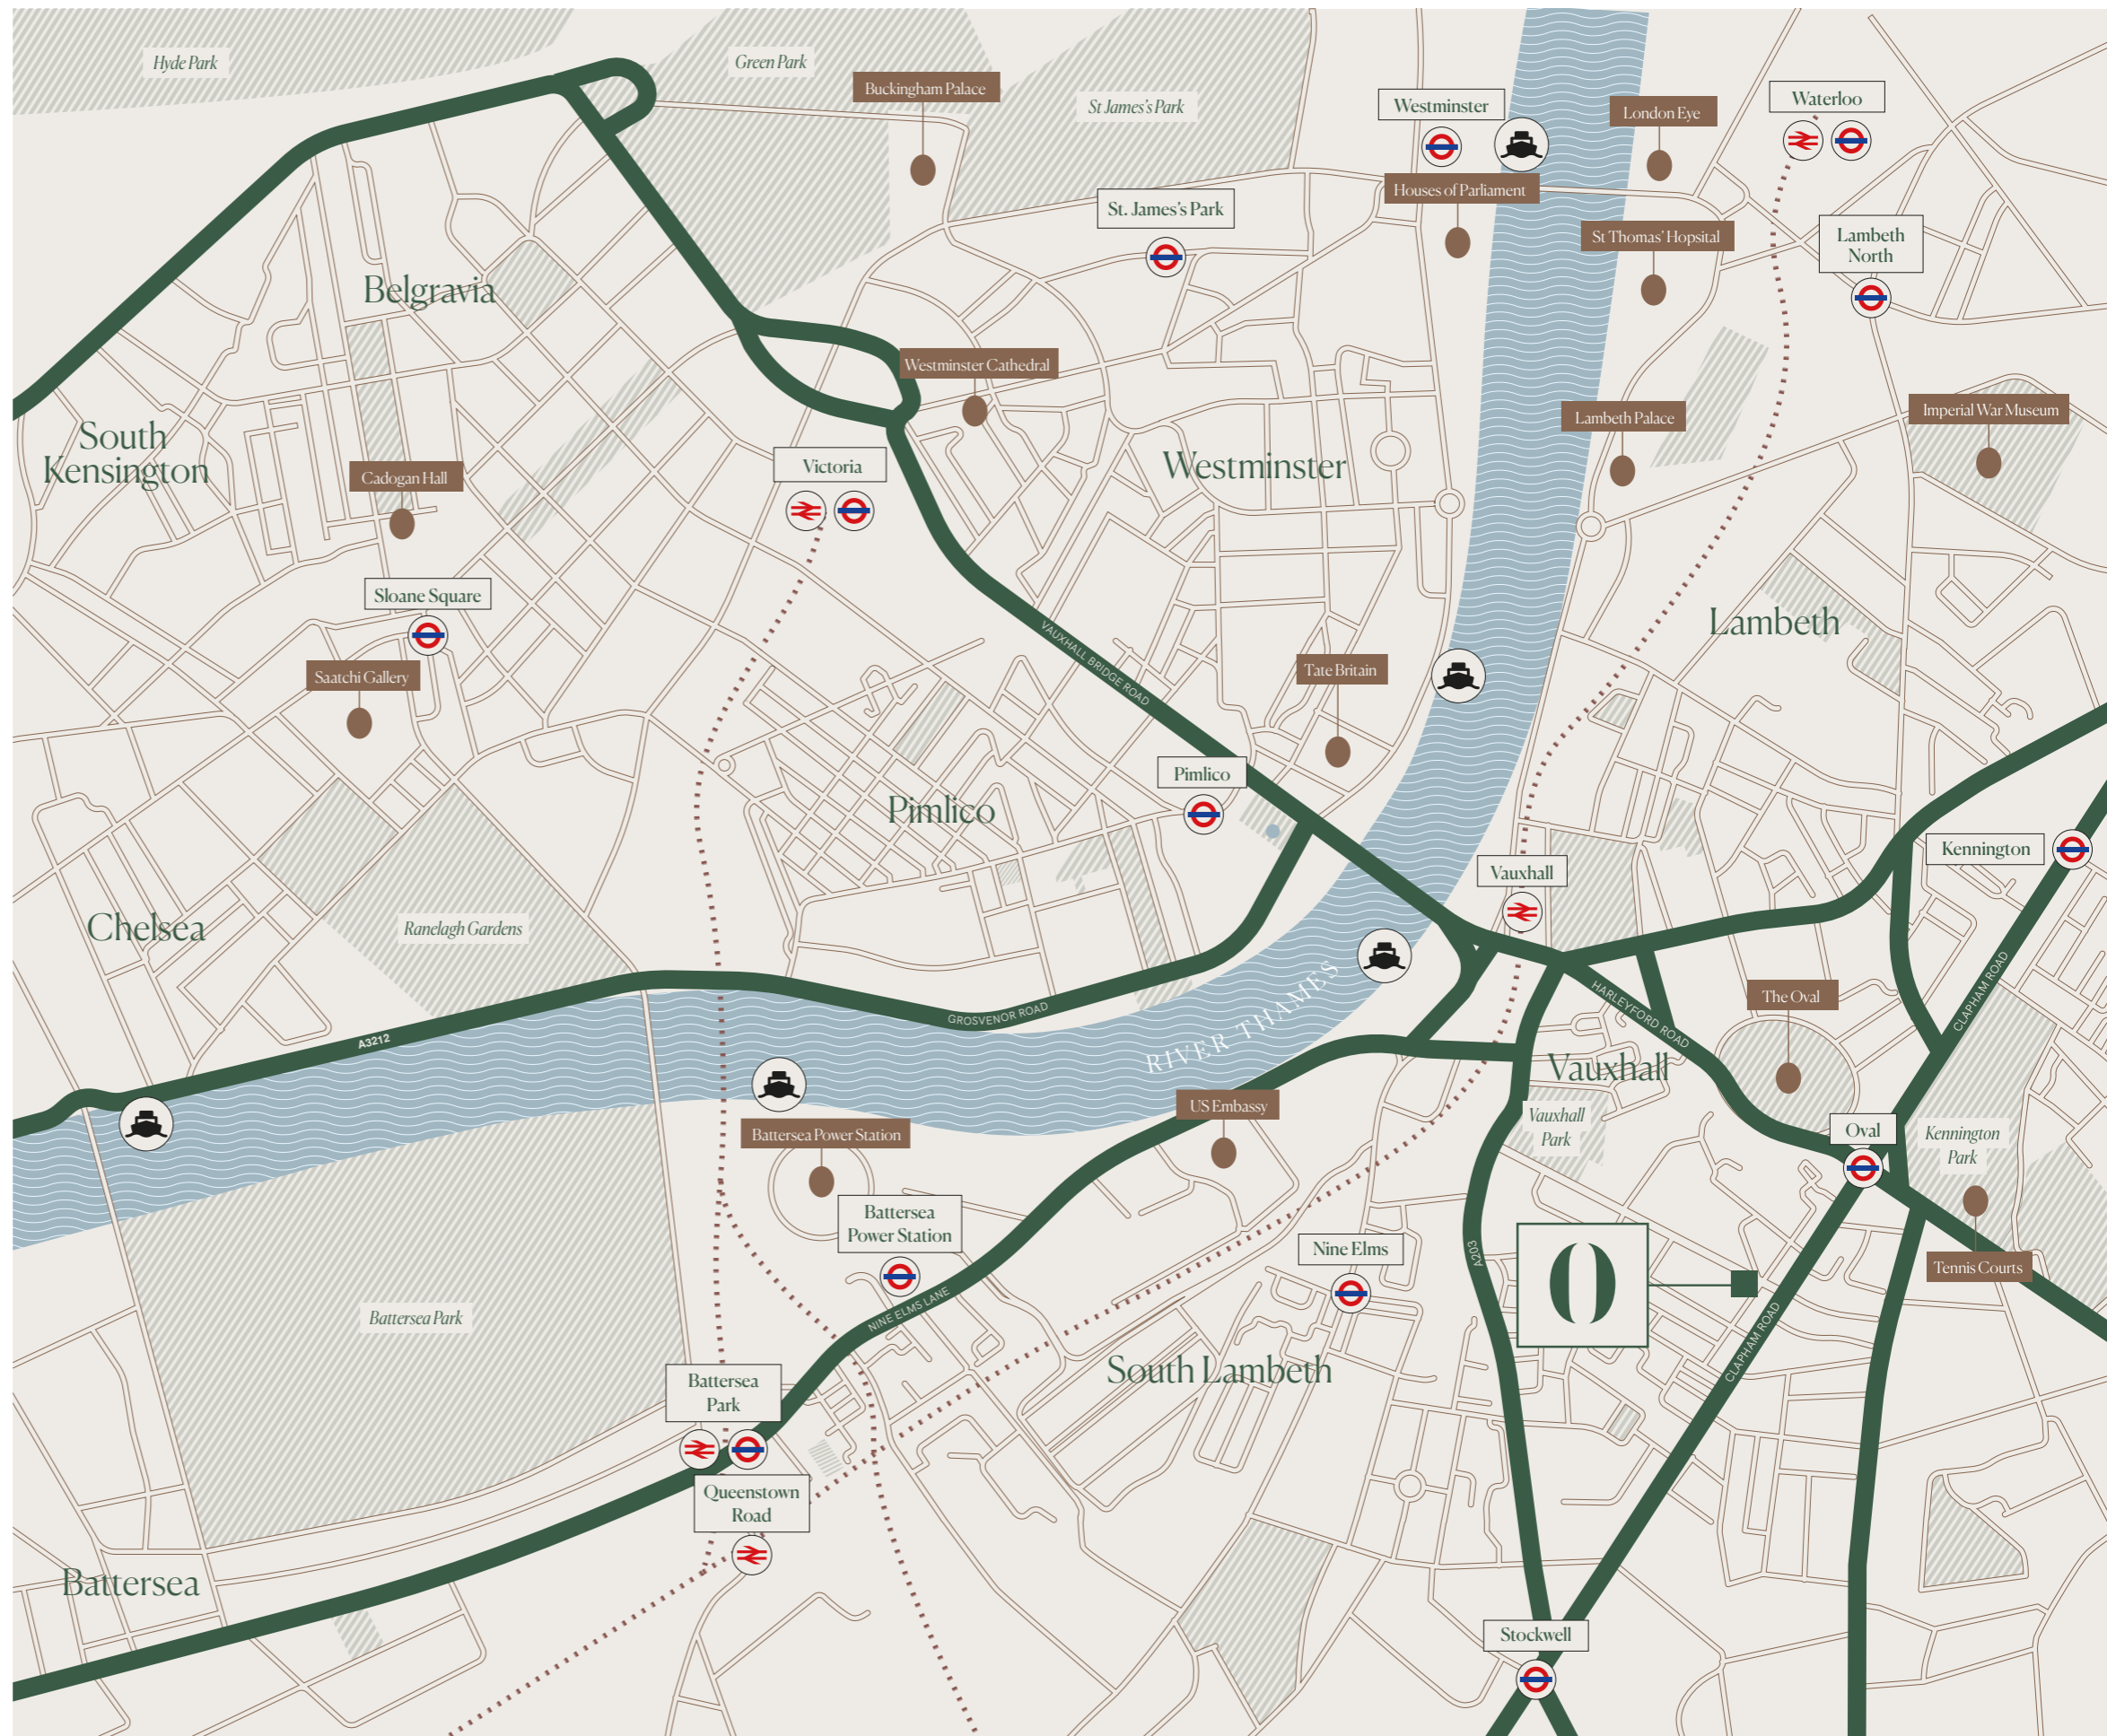 Hyde Park
Green Park
Buckingham Palace
St James's Park
Westminster
London Eye
Waterloo
Houses of Parliament
St. James's Park
St Thomas' Hopsital
Lambeth
North
Belgravia
Westminster Cathedral
Lambeth Palace
Imperial War Museum
South
Kensington
Cadogan Hall
Victoria
Westminster
Sloane Square
Lambeth
Saatchi Gallery
VAUXHALL BRIDGE ROAD
Tate Britain
Pimlico
Pimlico
Kennington
Vauxhall
Chelsea
Ranelagh Gardens
RIVER THAMES
The Oval
CLAPHAM ROAD
HARLEYFORD ROAD
GROSVENOR ROAD
A3212
Vauxhall
US Embassy
Vauxhall
Park
Battersea Power Station
Oval
Kennington
Park
Battersea
Power Station
Nine Elms
A203
0
Tennis Courts
Battersea Park
NINE ELMS LANE
CLAPHAM ROAD
South Lambeth
Battersea
Park
Queenstown
Road
Battersea
Stockwell